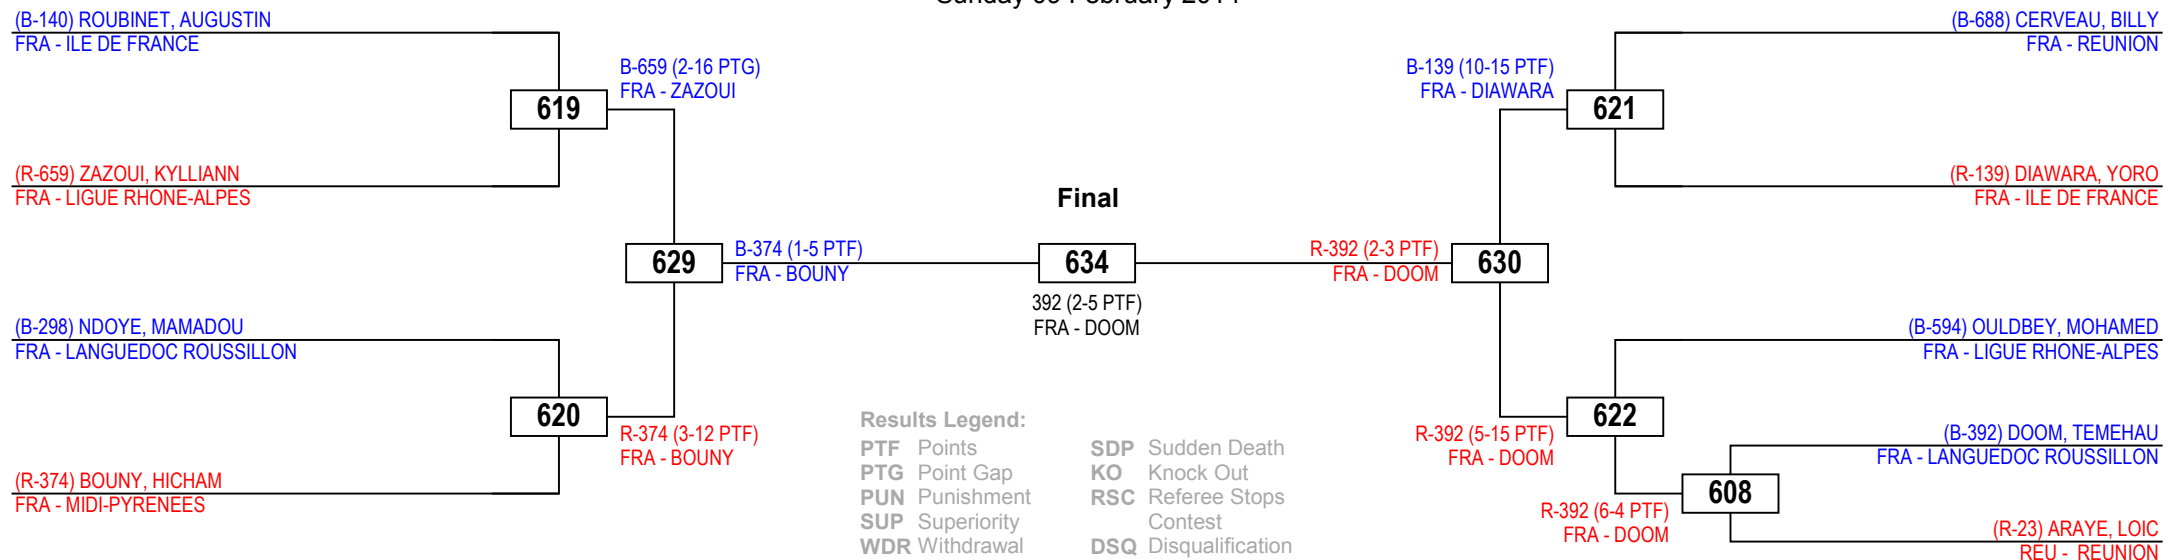 (B-140) ROUBINET, AUGUSTIN
FRA - ILE DE FRANCE
B-659 (2-16 PTG)
FRA - ZAZOUI
619
(R-659) ZAZOUI, KYLLIANN
FRA - LIGUE RHONE-ALPES
629
B-374 (1-5 PTF)
FRA - BOUNY
(B-298) NDOYE, MAMADOU
FRA - LANGUEDOC ROUSSILLON
620
R-374 (3-12 PTF)
FRA - BOUNY
(R-374) BOUNY, HICHAM
FRA - MIDI-PYRENEES
Final
634
392 (2-5 PTF)
FRA - DOOM
(B-688) CERVEAU, BILLY
FRA - REUNION
B-139 (10-15 PTF)
FRA - DIAWARA
621
(R-139) DIAWARA, YORO
FRA - ILE DE FRANCE
R-392 (2-3 PTF)
FRA - DOOM
630
(B-594) OULDBEY, MOHAMED
FRA - LIGUE RHONE-ALPES
622
R-392 (5-15 PTF)
FRA - DOOM
(B-392) DOOM, TEMEHAU
FRA - LANGUEDOC ROUSSILLON
608
R-392 (6-4 PTF)
FRA - DOOM
(R-23) ARAYE, LOIC
REU - REUNION
Results Legend:
PTF Points
PTG Point Gap
PUN Punishment
SUP Superiority
WDR Withdrawal
SDP Sudden Death
KO Knock Out
RSC Referee Stops
Contest
DSQ Disqualification